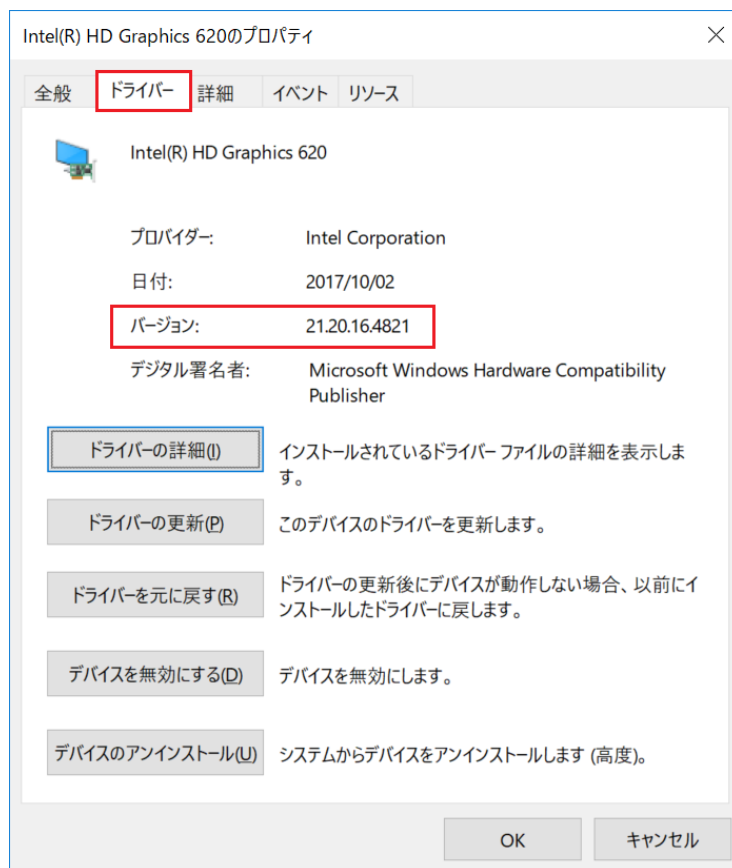 Intel(R) HD Graphics 620のプロパティ
全般 ドライバー 詳細 イベント リソース
Intel(R) HD Graphics 620
プロバイダー: Intel Corporation
日付: 2017/10/02
バージョン: 21.20.16.4821
デジタル署名者: Microsoft Windows Hardware Compatibility
Publisher
ドライバーの詳細(I) インストールされているドライバー ファイルの詳細を表示しま
す。
ドライバーの更新(P) このデバイスのドライバーを更新します。
ドライバーを元に戻す(R) ドライバーの更新後にデバイスが動作しない場合、以前にイ
ンストールしたドライバーに戻します。
デバイスを無効にする(D) デバイスを無効にします。
デバイスのアンインストール(U) システムからデバイスをアンインストールします (高度)。
OK キャンセル